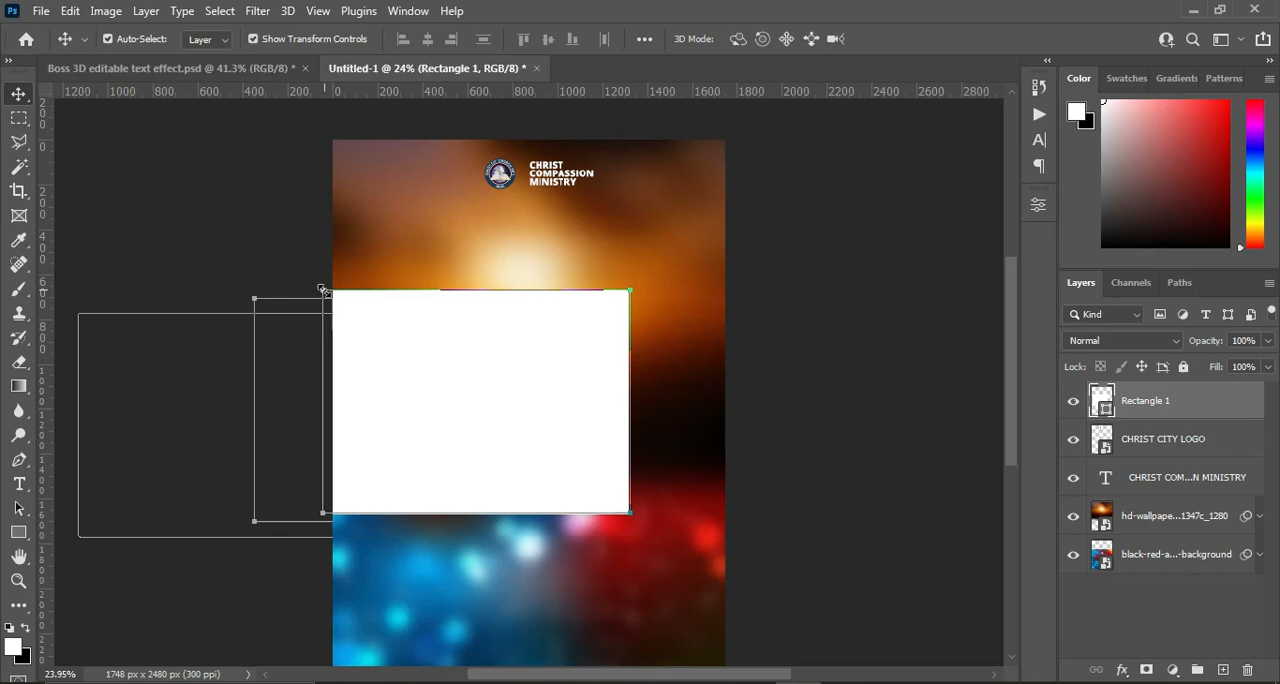 Ps File Edit Image Layer Type Select Filter 3D View Plugins Window Help
Auto-Select: Layer Show Transform Controls 3D Mode:
Boss 3D editable text effect.psd @ 41.3% (RGB/8) * × Untitled-1 @ 24% (Rectangle 1, RGB/8) * ×
1200 1000 800 600 400 200 0 200 400 600 800 1000 1200 1400 1600 1800 2000 2200 2400 2600 2800
CHRIST
COMPASSION
MINISTRY
Color Swatches Gradients Patterns
Layers Channels Paths
Kind
Normal Opacity: 100%
Lock: Fill: 100%
Rectangle 1
CHRIST CITY LOGO
T CHRIST COM...N MINISTRY
hd-wallpape...1347c_1280
black-red-a...-background
23.95% 1748 px x 2480 px (300 ppi)